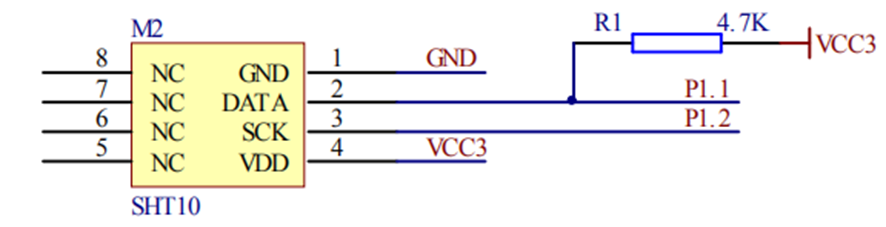 M2
R1 4.7K
VCC3
8 NC GND 1 GND
7 NC DATA 2 P1.1
6 NC SCK 3 P1.2
5 NC VDD 4 VCC3
SHT10